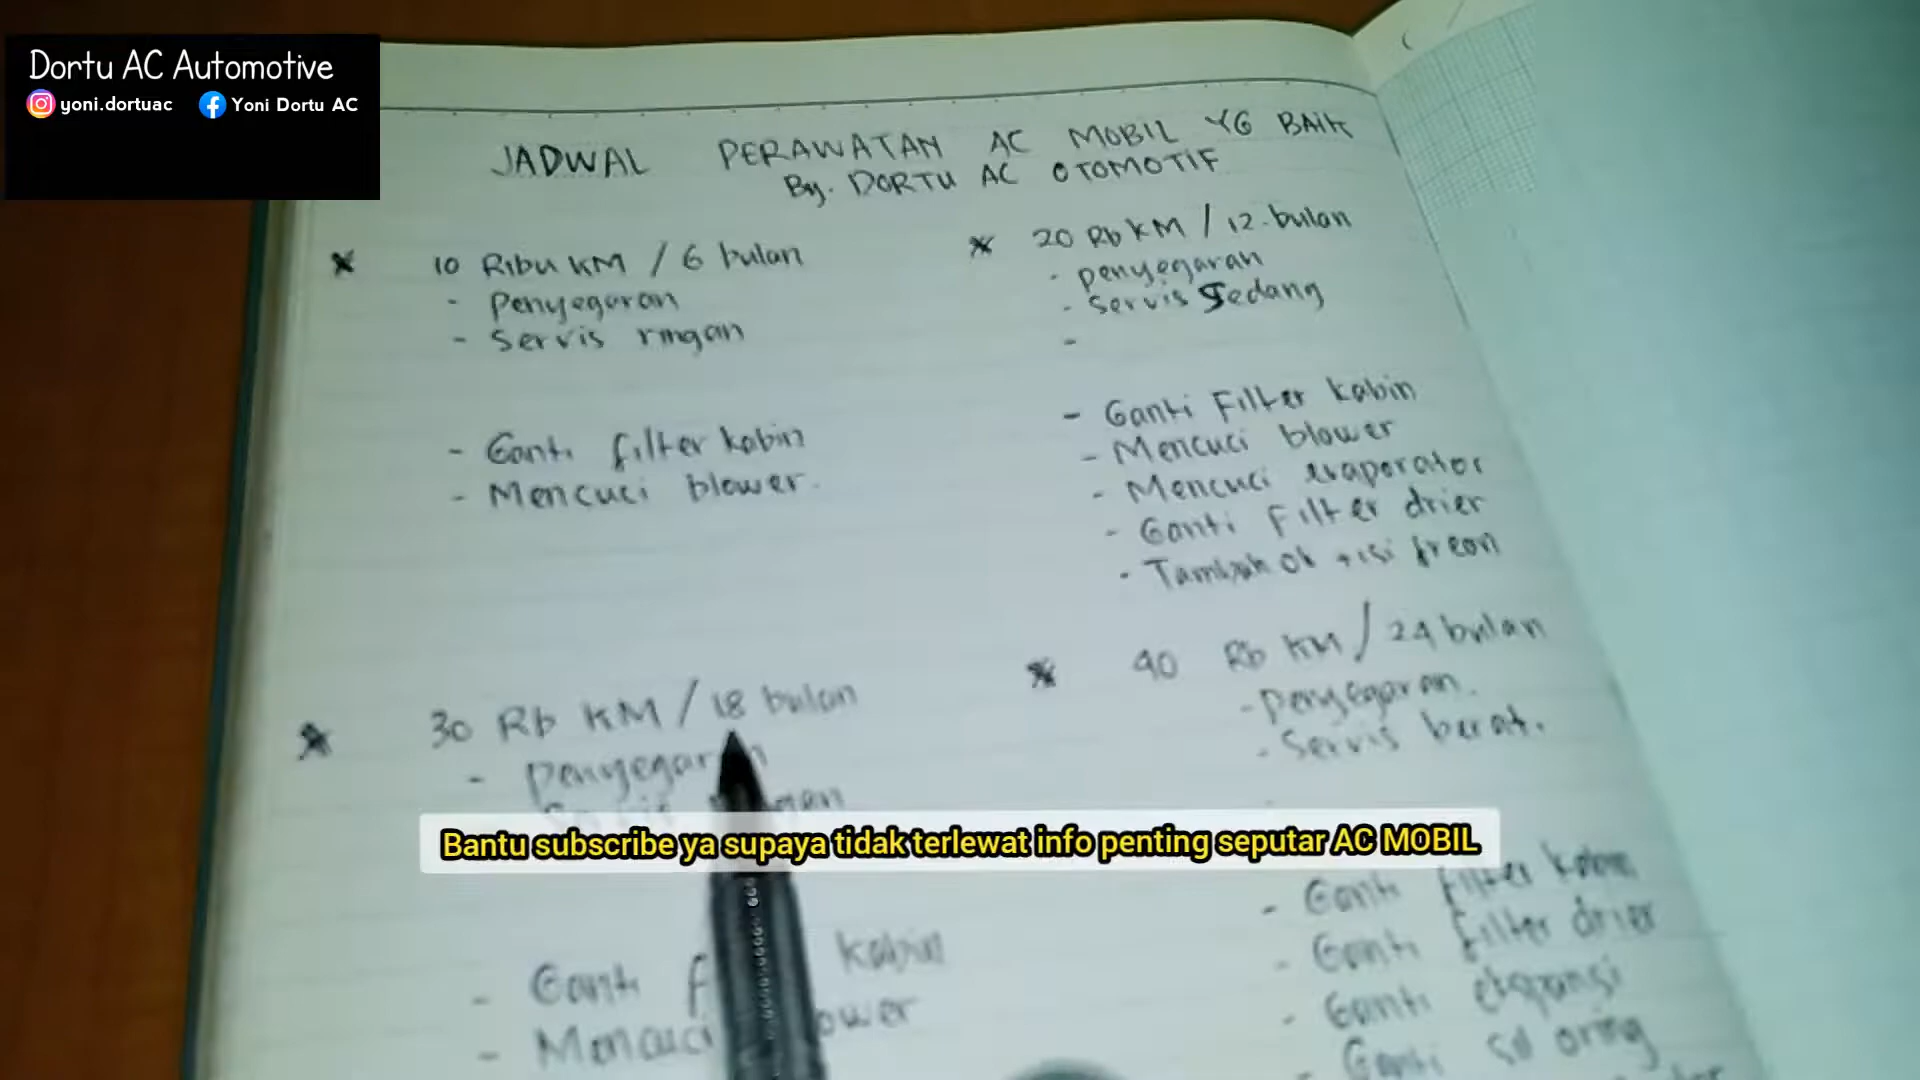 Dortu AC Automotive
yoni.dortuac Yoni Dortu AC
JADWAL PERAWATAN AC MOBIL YG BAIK
By. DORTU AC OTOMOTIF
* 10 Ribu KM / 6 bulan
- Penyegaran
- Servis ringan
- Ganti filter kabin
- Mencuci blower.
* 20 Rb KM / 12 bulan
- penyegaran
- Servis Sedang
-
- Ganti Filter kabin
- Mencuci blower
- Mencuci evaporator
- Ganti Filter drier
- Tambah oli + isi freon
* 30 Rb KM / 18 bulan
- penyegaran
- Ganti kabin
- Mencuci
* 40 Rb KM / 24 bulan
- penyegaran.
- Servis berat.
- Ganti filter kabin
- Ganti filter drier
- Ganti ekspansi
- Ganti oring
Bantu subscribe ya supaya tidak terlewat info penting seputar AC MOBIL